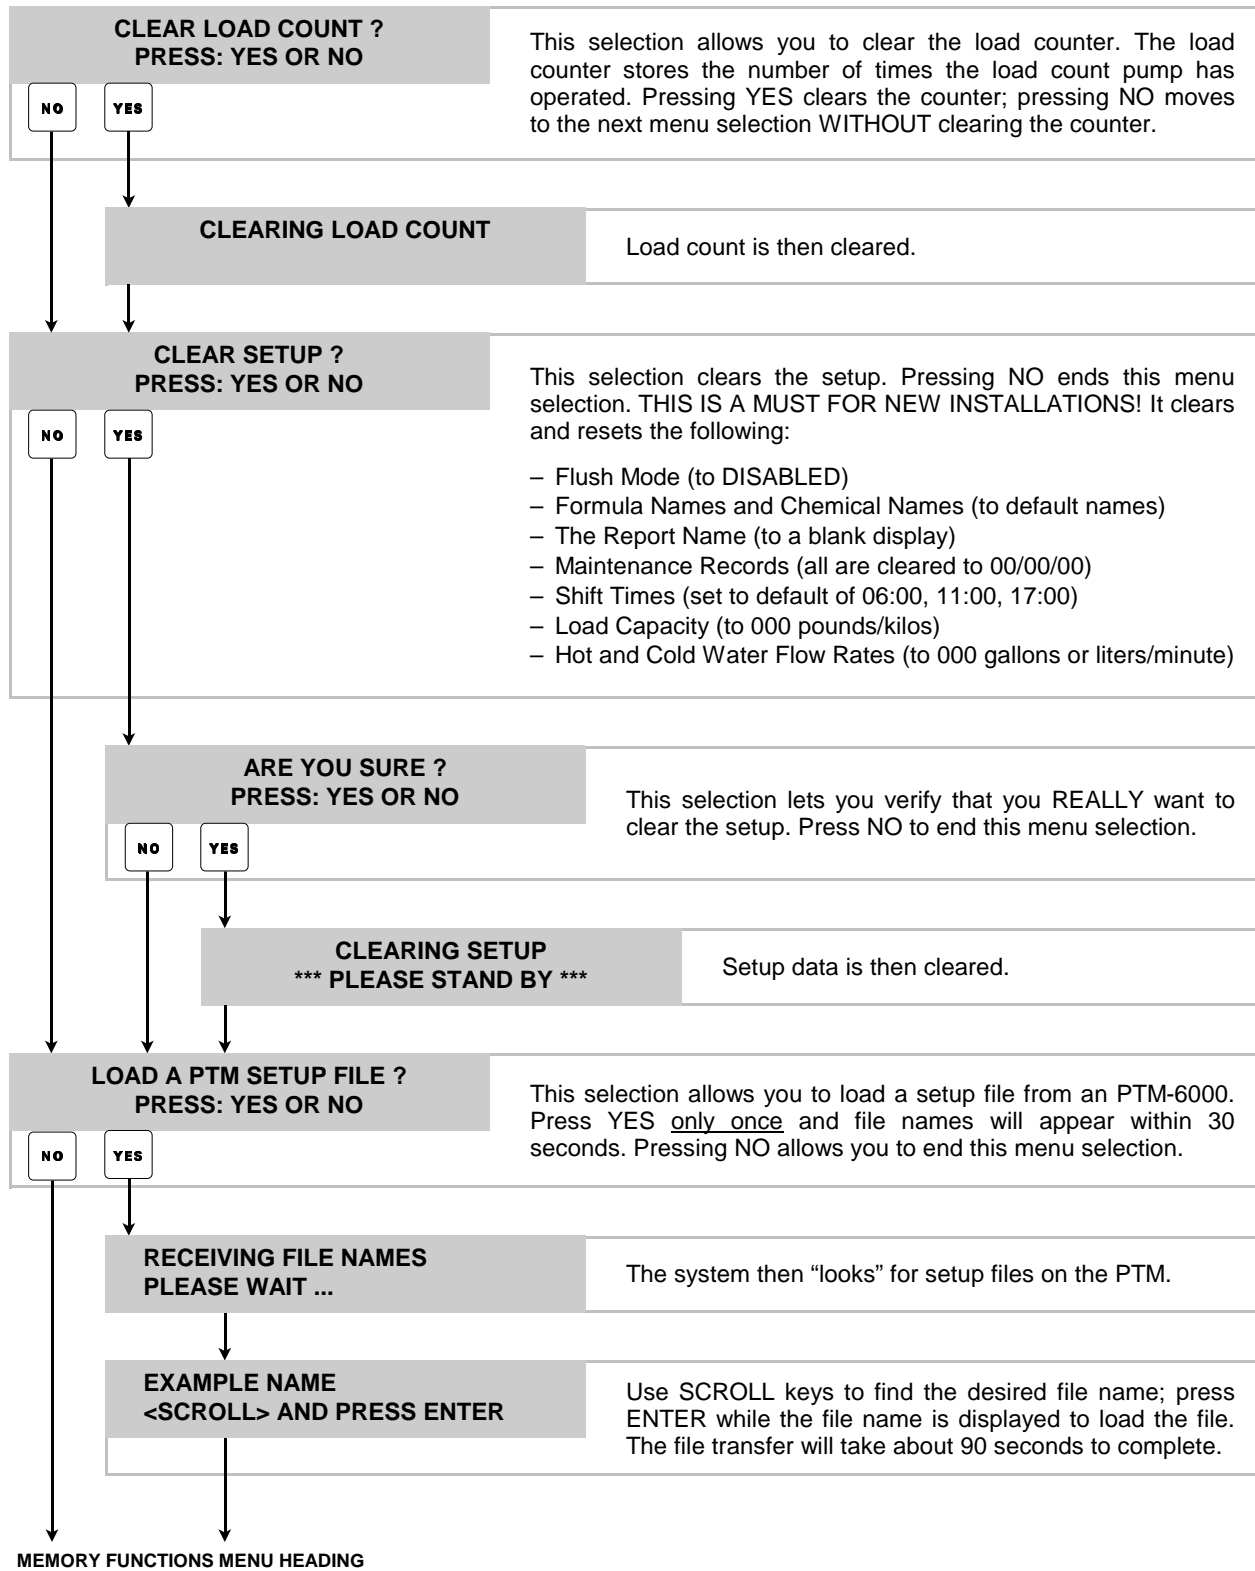 CLEAR LOAD COUNT ?
PRESS: YES OR NO
NO
YES
This selection allows you to clear the load counter. The load
counter stores the number of times the load count pump has
operated. Pressing YES clears the counter; pressing NO moves
to the next menu selection WITHOUT clearing the counter.
CLEARING LOAD COUNT
Load count is then cleared.
CLEAR SETUP ?
PRESS: YES OR NO
NO
YES
This selection clears the setup. Pressing NO ends this menu
selection. THIS IS A MUST FOR NEW INSTALLATIONS! It clears
and resets the following:
– Flush Mode (to DISABLED)
– Formula Names and Chemical Names (to default names)
– The Report Name (to a blank display)
– Maintenance Records (all are cleared to 00/00/00)
– Shift Times (set to default of 06:00, 11:00, 17:00)
– Load Capacity (to 000 pounds/kilos)
– Hot and Cold Water Flow Rates (to 000 gallons or liters/minute)
ARE YOU SURE ?
PRESS: YES OR NO
NO
YES
This selection lets you verify that you REALLY want to
clear the setup. Press NO to end this menu selection.
CLEARING SETUP
*** PLEASE STAND BY ***
Setup data is then cleared.
LOAD A PTM SETUP FILE ?
PRESS: YES OR NO
NO
YES
This selection allows you to load a setup file from an PTM-6000.
Press YES only once and file names will appear within 30
seconds. Pressing NO allows you to end this menu selection.
RECEIVING FILE NAMES
PLEASE WAIT ...
The system then “looks” for setup files on the PTM.
EXAMPLE NAME
<SCROLL> AND PRESS ENTER
Use SCROLL keys to find the desired file name; press
ENTER while the file name is displayed to load the file.
The file transfer will take about 90 seconds to complete.
MEMORY FUNCTIONS MENU HEADING